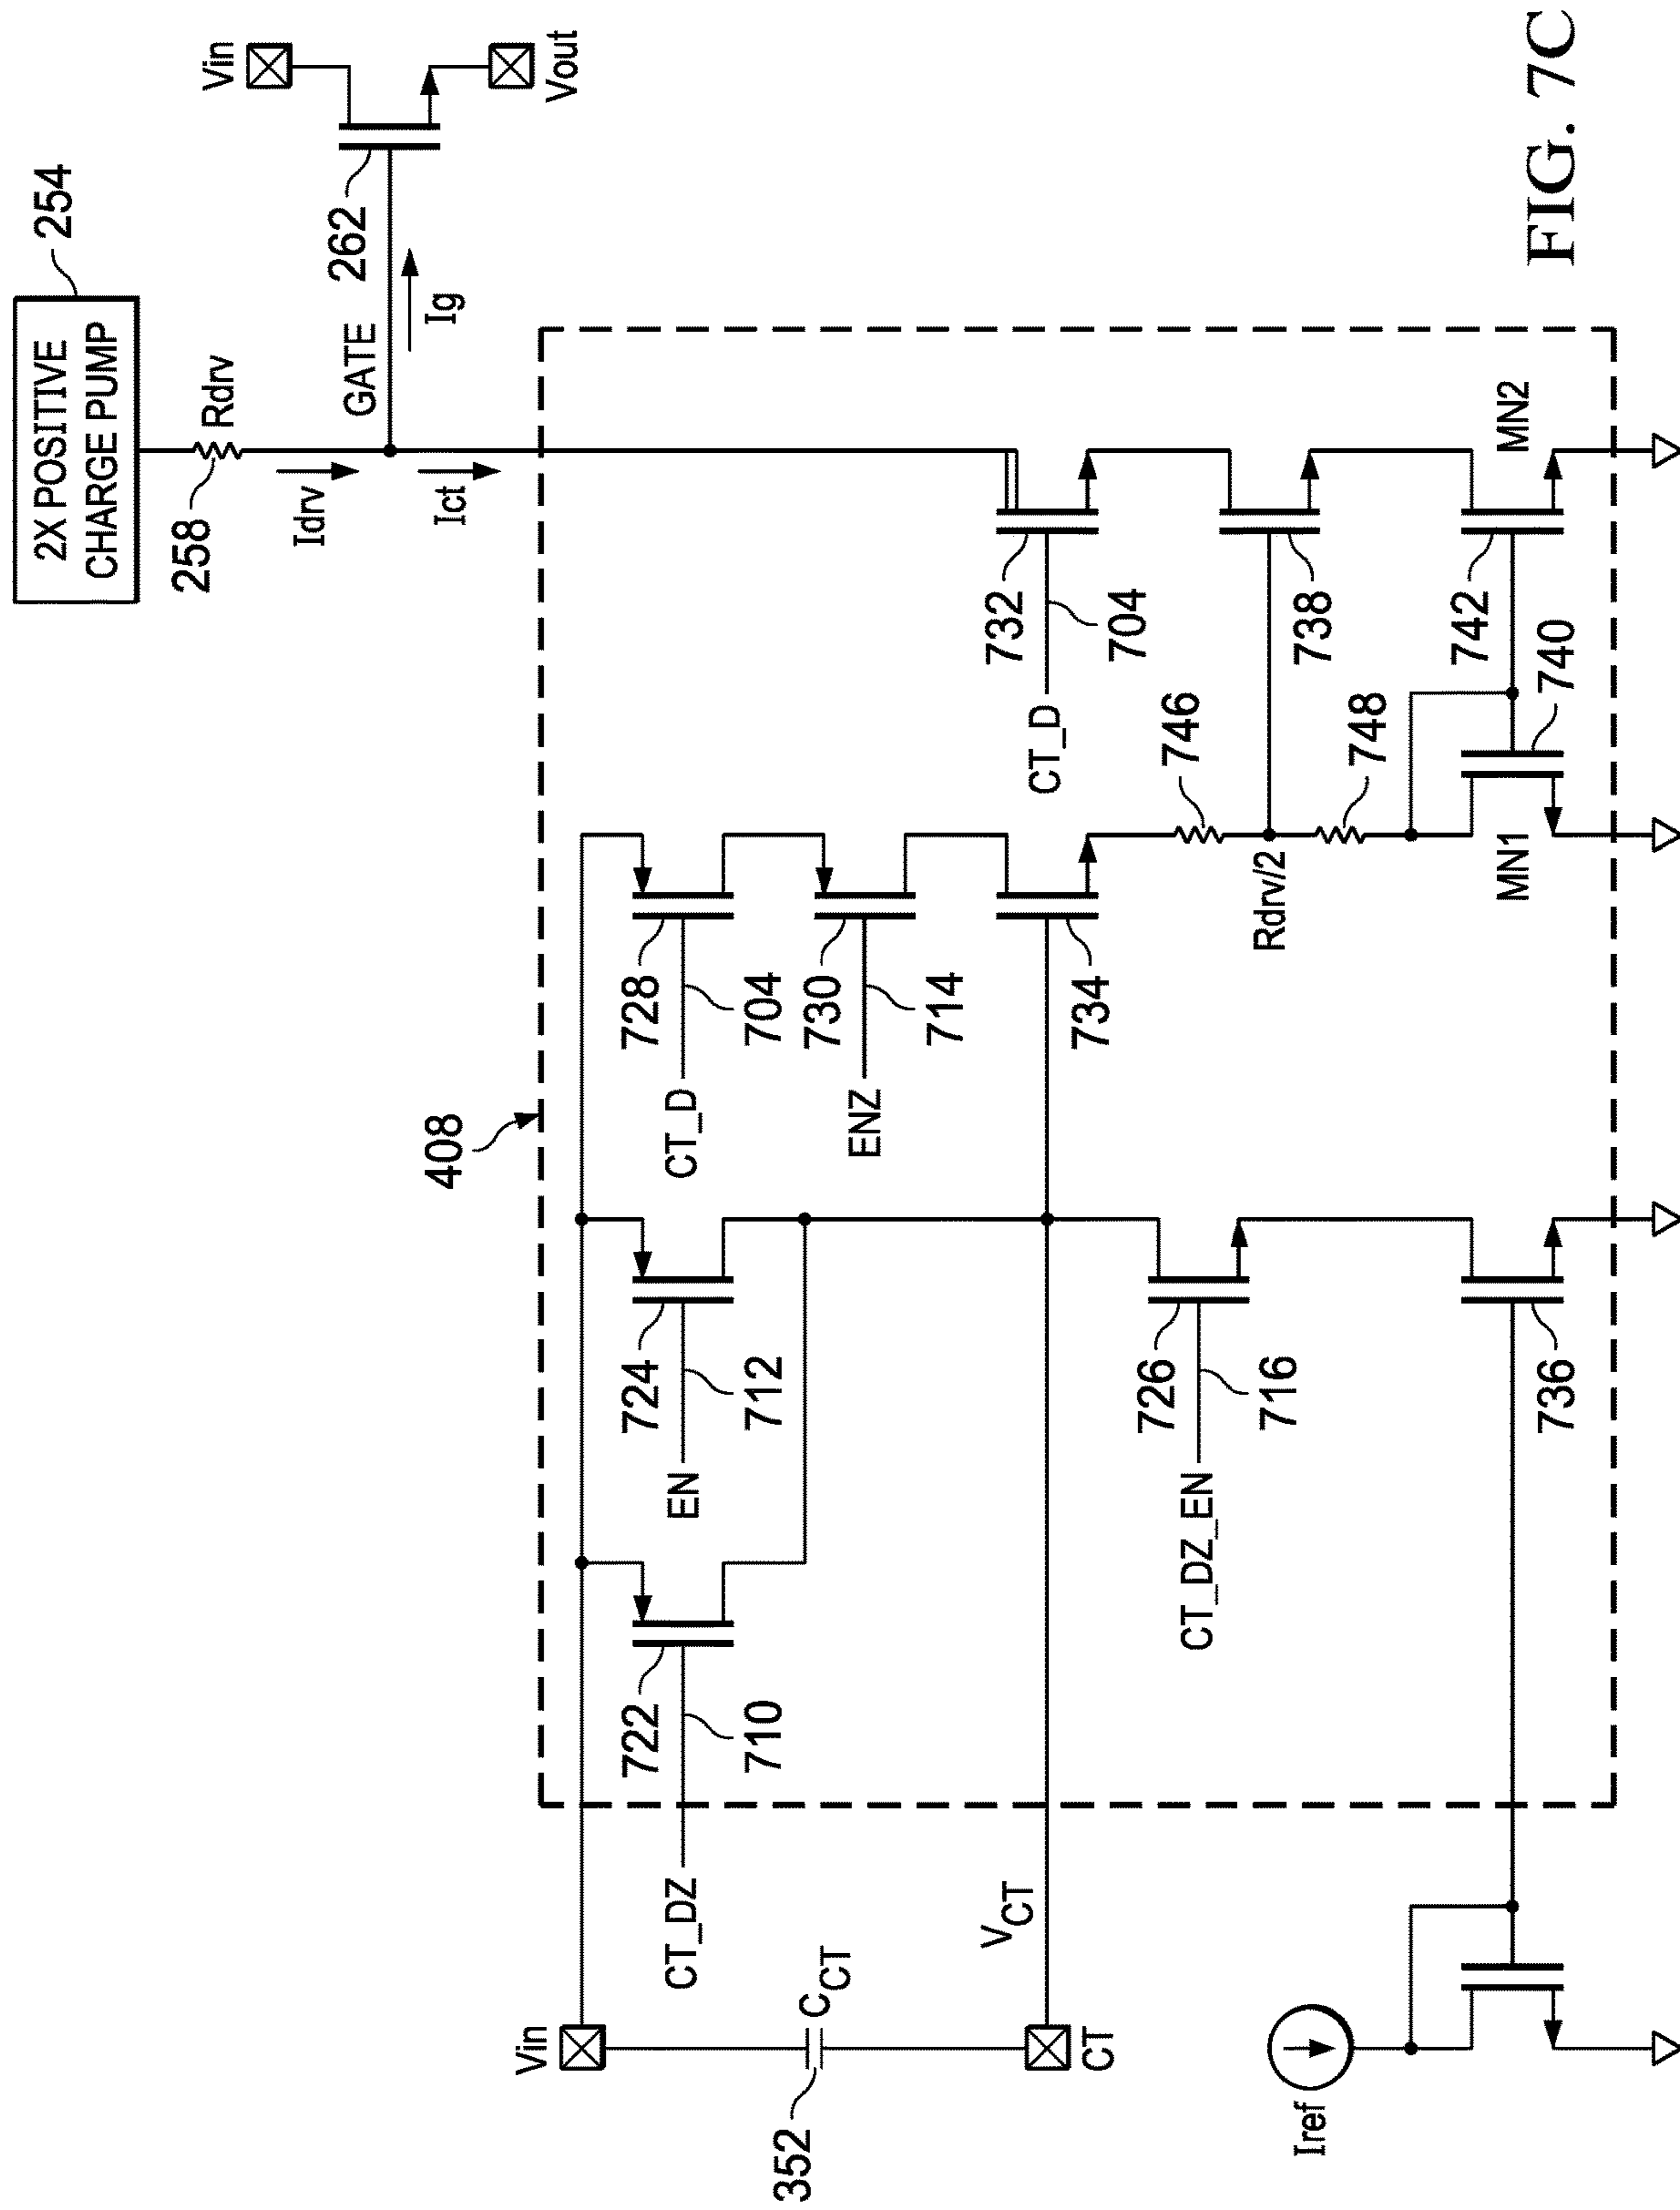 2X POSITIVE
CHARGE PUMP
254
258
Rdrv
Idrv
GATE
262
Ig
Vin
Vout
Ict
408
Vin
352
CCT
CT
VCT
CT_DZ
722
710
EN
724
712
CT_D
728
704
ENZ
730
714
734
CT_DZ_EN
726
716
736
Iref
746
Rdrv/2
748
MN1
740
CT_D
732
704
738
742
MN2
FIG. 7C